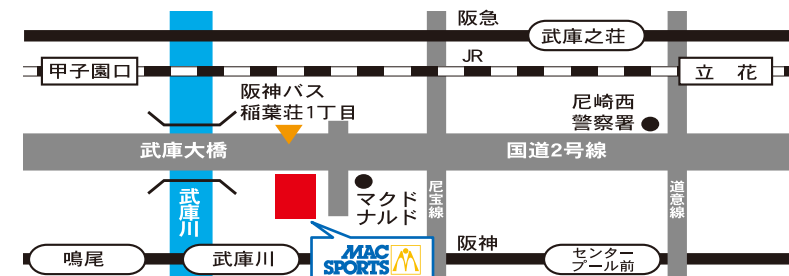 阪急
武庫之荘
JR
甲子園口
立 花
阪神バス
稲葉荘1丁目
尼崎西
警察署
武庫大橋
国道2号線
武庫川
マクド
ナルド
尼宝線
道意線
鳴尾
武庫川
MAC
SPORTS
阪神
センター
プール前